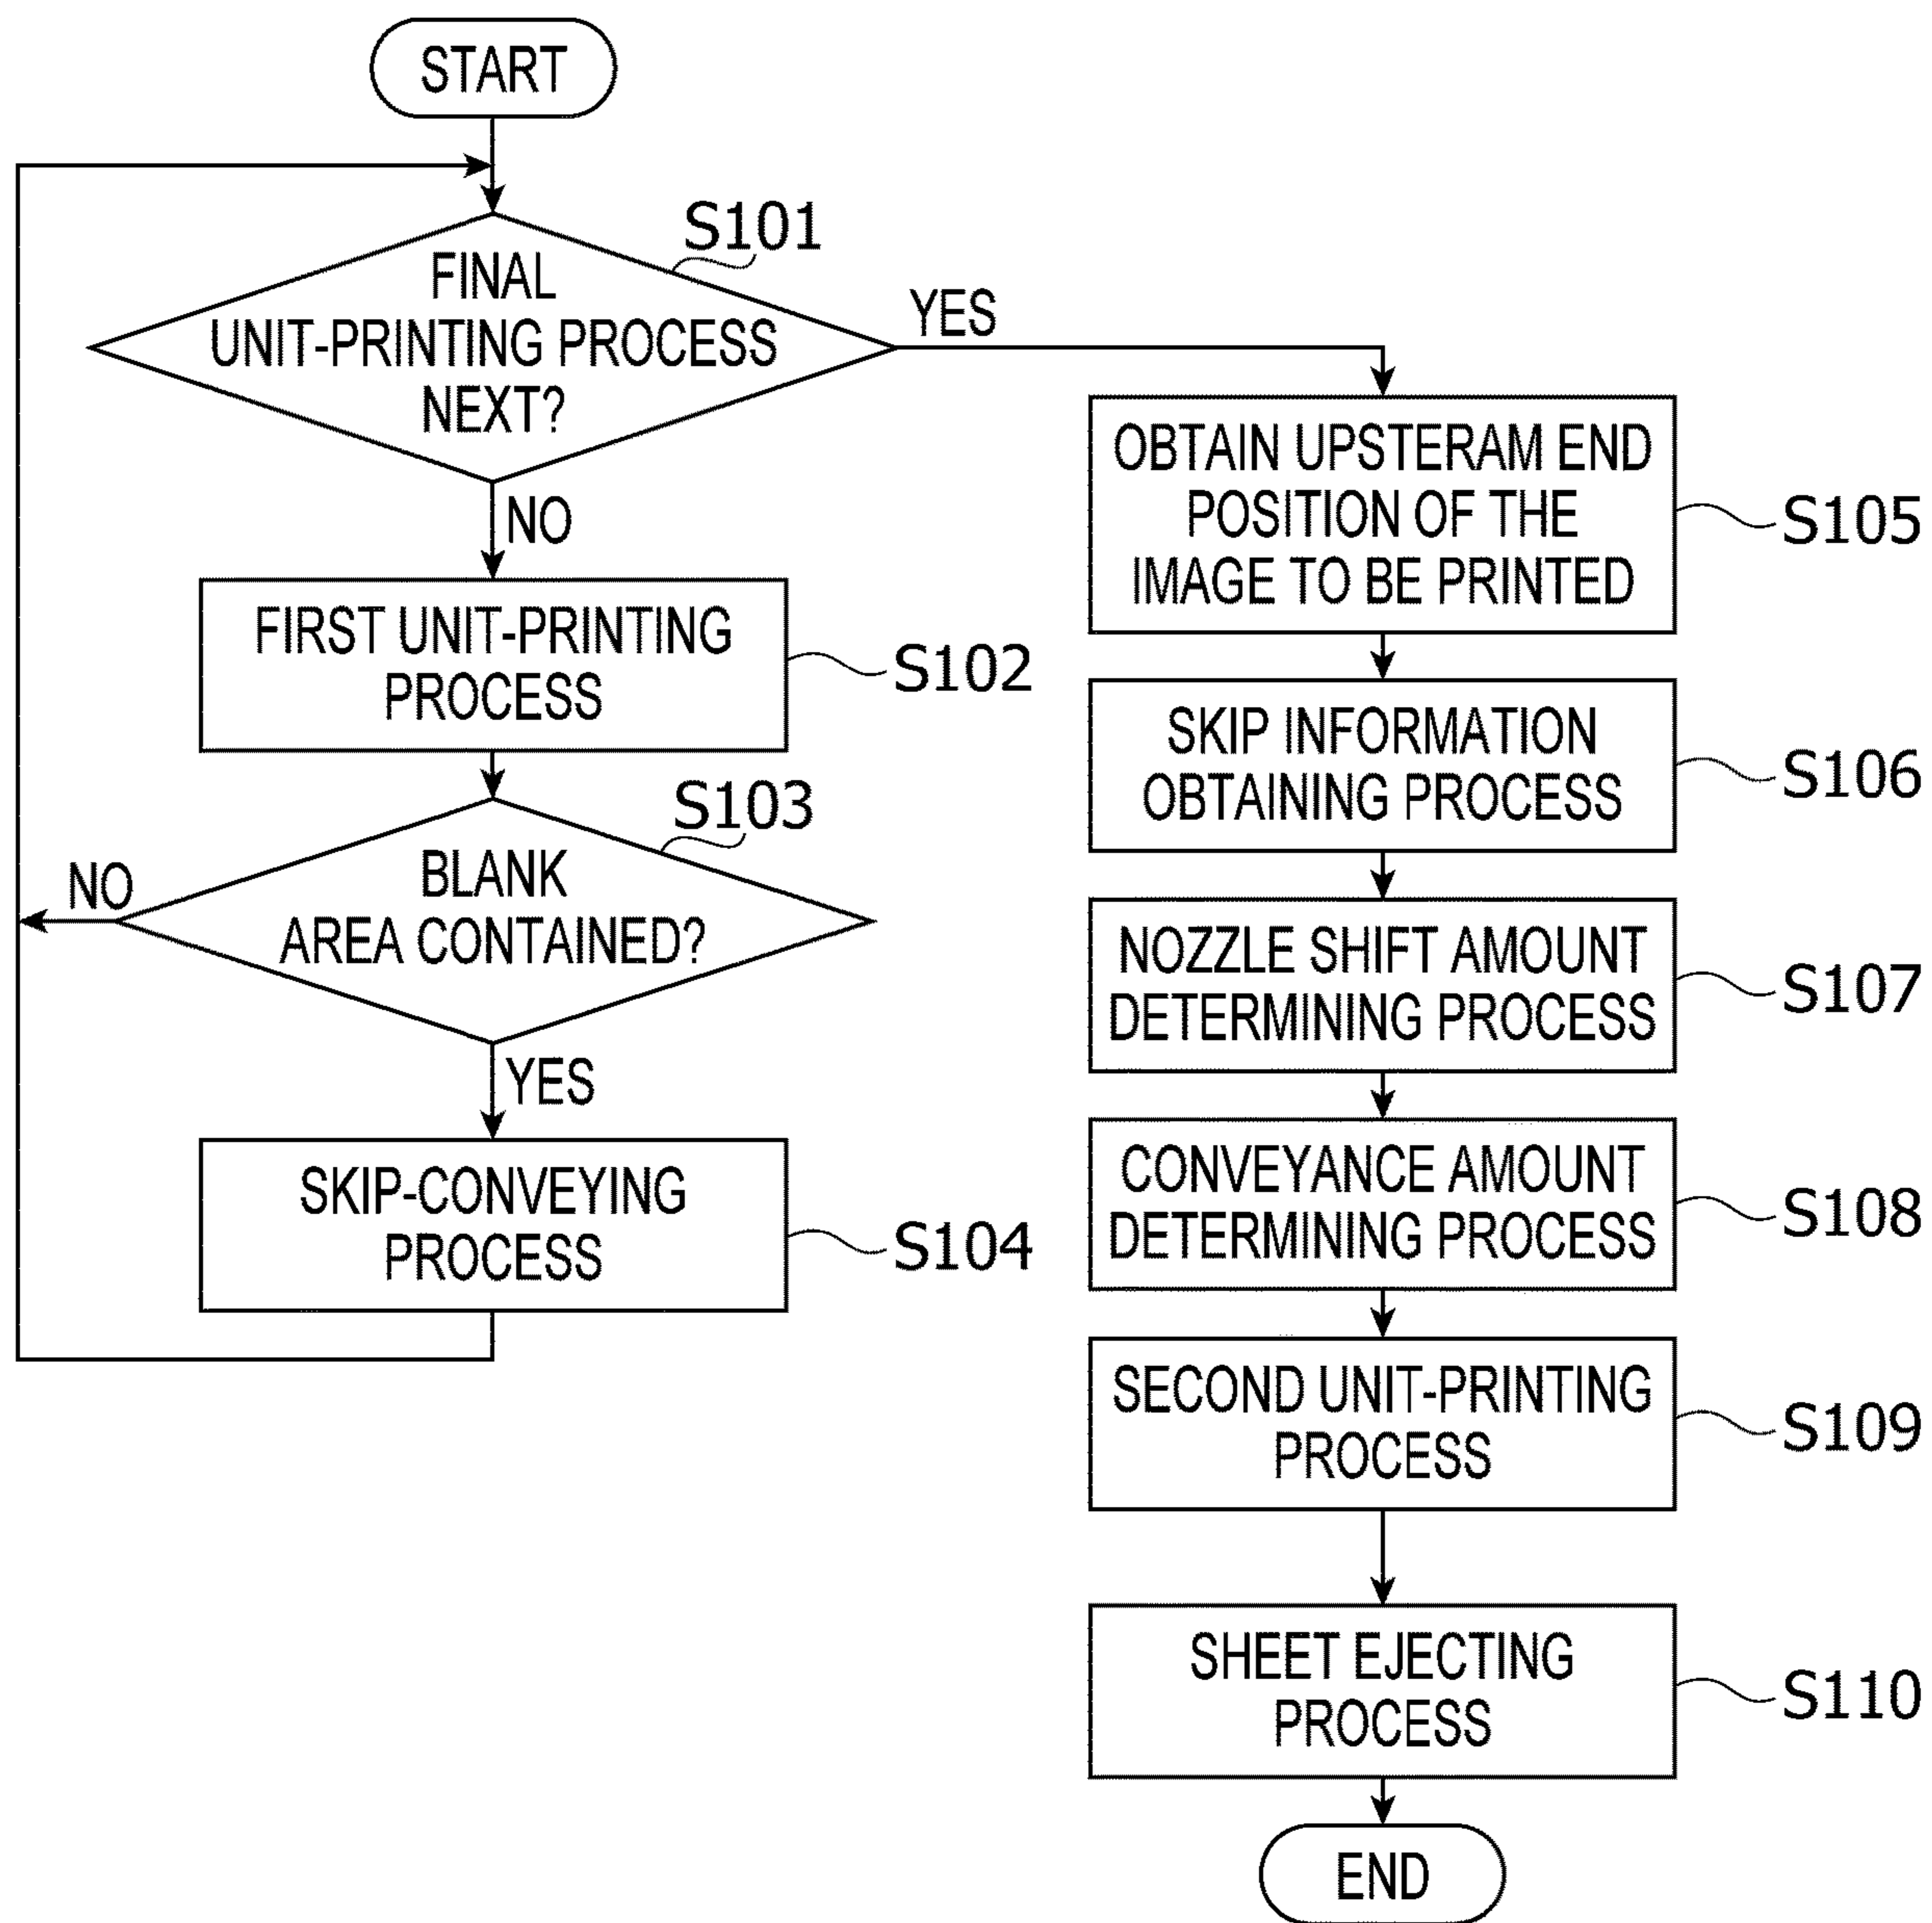 START
S101
FINAL
UNIT-PRINTING PROCESS
NEXT?
YES
NO
FIRST UNIT-PRINTING
PROCESS
S102
S103
BLANK
AREA CONTAINED?
NO
YES
SKIP-CONVEYING
PROCESS
S104
OBTAIN UPSTERAM END
POSITION OF THE
IMAGE TO BE PRINTED
S105
SKIP INFORMATION
OBTAINING PROCESS
S106
NOZZLE SHIFT AMOUNT
DETERMINING PROCESS
S107
CONVEYANCE AMOUNT
DETERMINING PROCESS
S108
SECOND UNIT-PRINTING
PROCESS
S109
SHEET EJECTING
PROCESS
S110
END